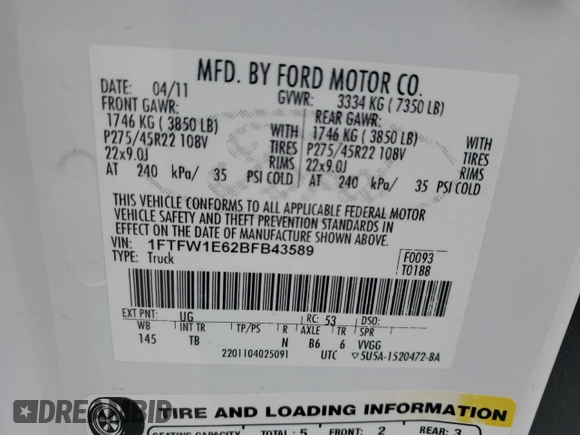 MFD. BY FORD MOTOR CO.
DATE: 04/11 GVWR: 3334 KG ( 7350 LB)
FRONT GAWR: REAR GAWR:
1746 KG ( 3850 LB) WITH 1746 KG ( 3850 LB) WITH
P275/45R22 108V TIRES P275/45R22 108V TIRES
22x9.0J RIMS 22x9.0J RIMS
AT 240 kPa/ 35 PSI COLD AT 240 kPa/ 35 PSI COLD
THIS VEHICLE CONFORMS TO ALL APPLICABLE FEDERAL MOTOR
VEHICLE SAFETY AND THEFT PREVENTION STANDARDS IN
EFFECT ON THE DATE OF MANUFACTURE SHOWN ABOVE.
VIN: 1FTFW1E62BFB43589 F0093
TYPE: Truck T0188
EXT PNT: UG RC: 53 DSO:
WB INT TR TP/PS R AXLE TR SPR
145 TB N B6 6 VVGG
2201104025091 UTC ▽5U5A-1520472-BA
TIRE AND LOADING INFORMATION
SEATING CAPACITY TOTAL: 5 FRONT: 2 REAR: 3
DREAMBID